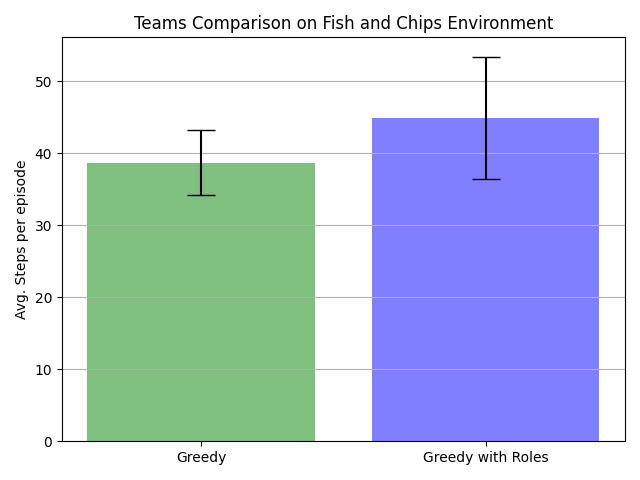 Teams Comparison on Fish and Chips Environment
Avg. Steps per episode
50
40
30
20
10
0
Greedy
Greedy with Roles